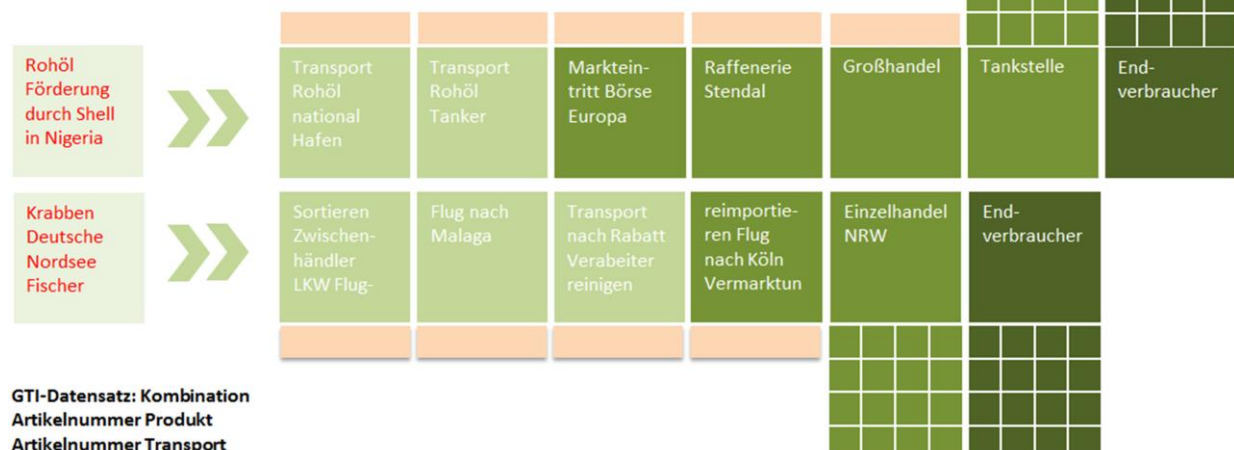 Rohöl
Förderung
durch Shell
in Nigeria
Transport
Rohöl
national
Hafen
Transport
Rohöl
Tanker
Marktein-
tritt Börse
Europa
Raffenerie
Stendal
Großhandel
Tankstelle
End-
verbraucher
Krabben
Deutsche
Nordsee
Fischer
Sortieren
Zwischen-
händler
LKW Flug-
Flug nach
Malaga
Transport
nach Rabatt
Verabeiter
reinigen
reimportie-
ren Flug
nach Köln
Vermarktun
Einzelhandel
NRW
End-
verbraucher
GTI-Datensatz: Kombination
Artikelnummer Produkt
Artikelnummer Transport